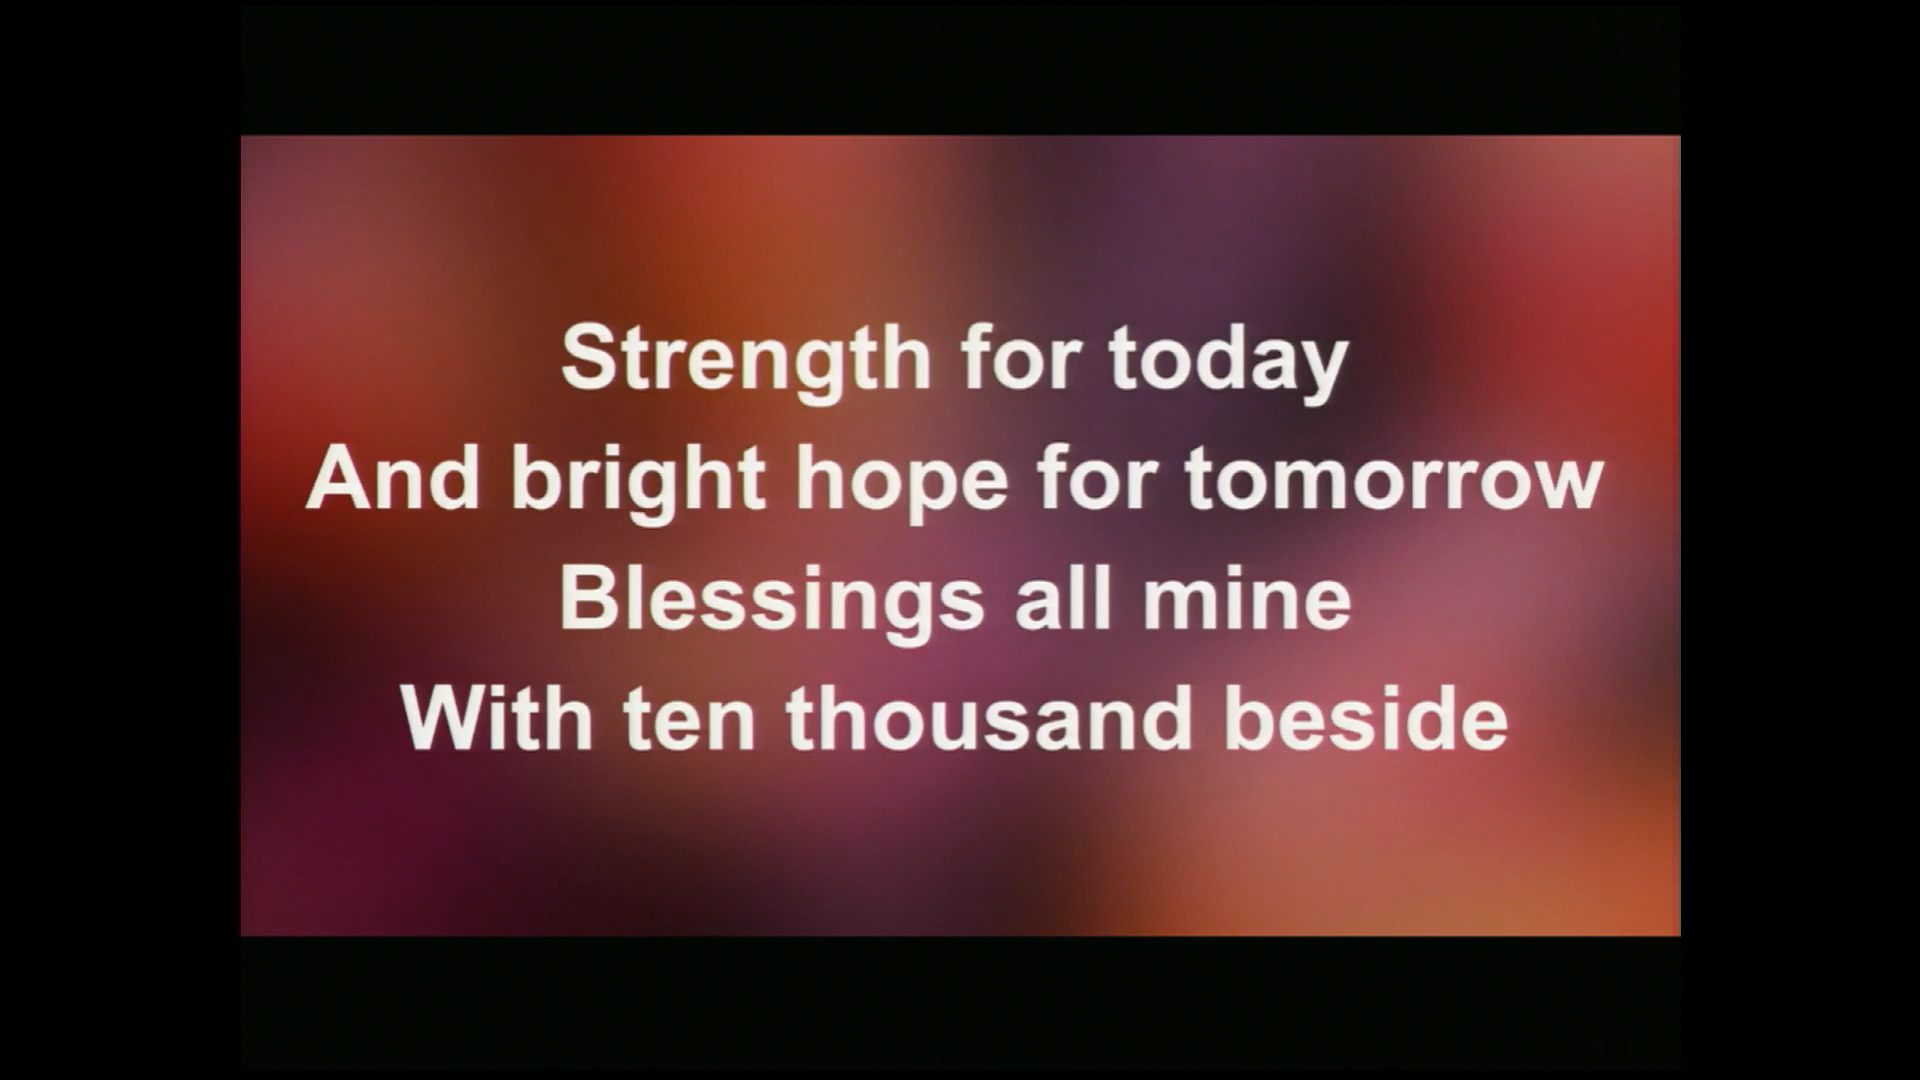 Strength for today
And bright hope for tomorrow
Blessings all mine
With ten thousand beside